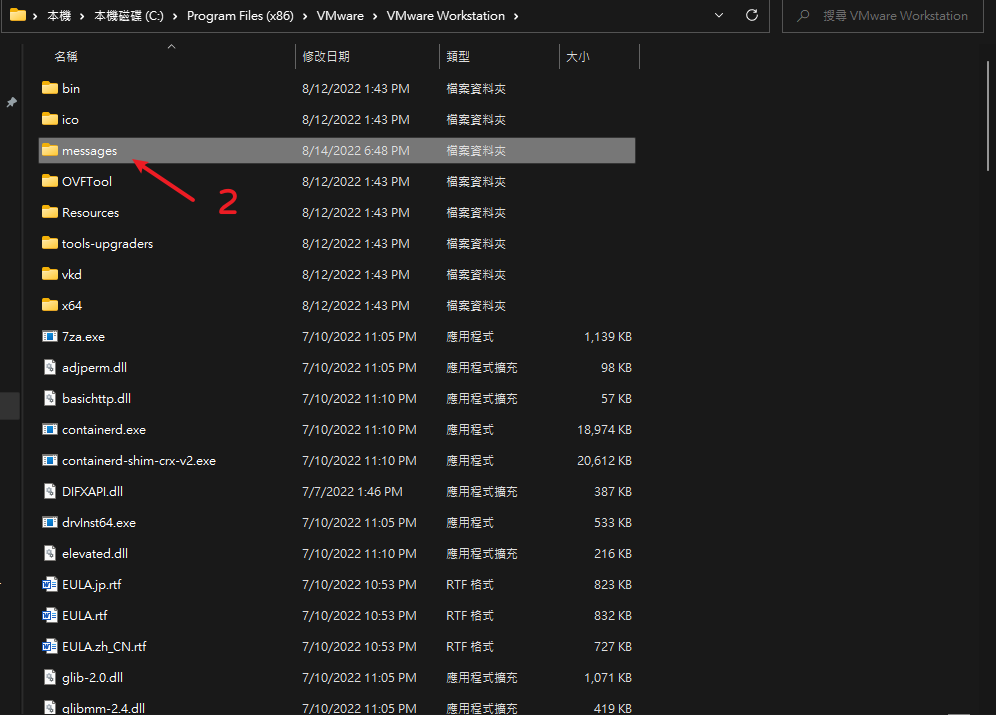 本機 > 本機磁碟 (C:) > Program Files (x86) > VMware > VMware Workstation >
搜尋 VMware Workstation
名稱 修改日期 類型 大小
bin 8/12/2022 1:43 PM 檔案資料夾
ico 8/12/2022 1:43 PM 檔案資料夾
messages 8/14/2022 6:48 PM 檔案資料夾
OVFTool 8/12/2022 1:43 PM 檔案資料夾
2
Resources 8/12/2022 1:43 PM 檔案資料夾
tools-upgraders 8/12/2022 1:43 PM 檔案資料夾
vkd 8/12/2022 1:43 PM 檔案資料夾
x64 8/12/2022 1:43 PM 檔案資料夾
7za.exe 7/10/2022 11:05 PM 應用程式 1,139 KB
adjperm.dll 7/10/2022 11:05 PM 應用程式擴充 98 KB
basichttp.dll 7/10/2022 11:10 PM 應用程式擴充 57 KB
containerd.exe 7/10/2022 11:10 PM 應用程式 18,974 KB
containerd-shim-crx-v2.exe 7/10/2022 11:10 PM 應用程式 20,612 KB
DIFXAPI.dll 7/7/2022 1:46 PM 應用程式擴充 387 KB
drvInst64.exe 7/10/2022 11:05 PM 應用程式 533 KB
elevated.dll 7/10/2022 11:10 PM 應用程式擴充 216 KB
EULA.jp.rtf 7/10/2022 10:53 PM RTF 格式 823 KB
EULA.rtf 7/10/2022 10:53 PM RTF 格式 832 KB
EULA.zh_CN.rtf 7/10/2022 10:53 PM RTF 格式 727 KB
glib-2.0.dll 7/10/2022 11:05 PM 應用程式擴充 1,071 KB
glibmm-2.4.dll 7/10/2022 11:05 PM 應用程式擴充 419 KB